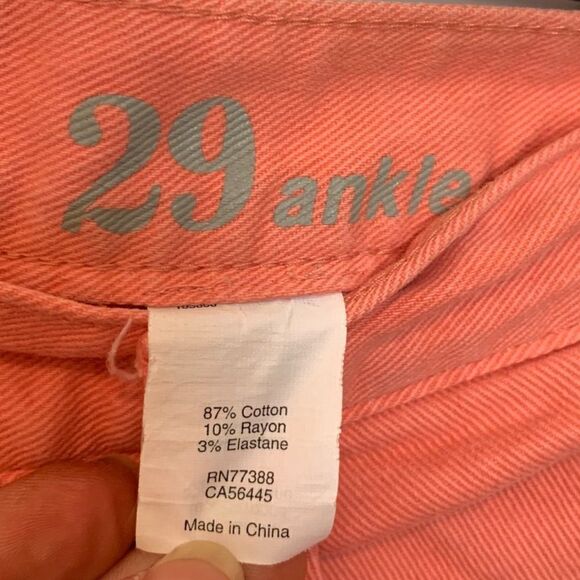 29 ankle
87% Cotton
10% Rayon
3% Elastane
RN77388
CA56445
Made in China